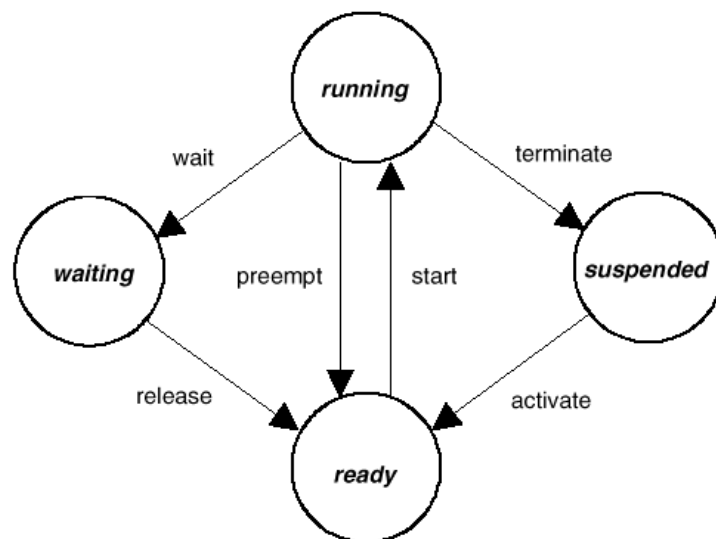 running
wait
terminate
waiting
preempt
start
suspended
release
activate
ready